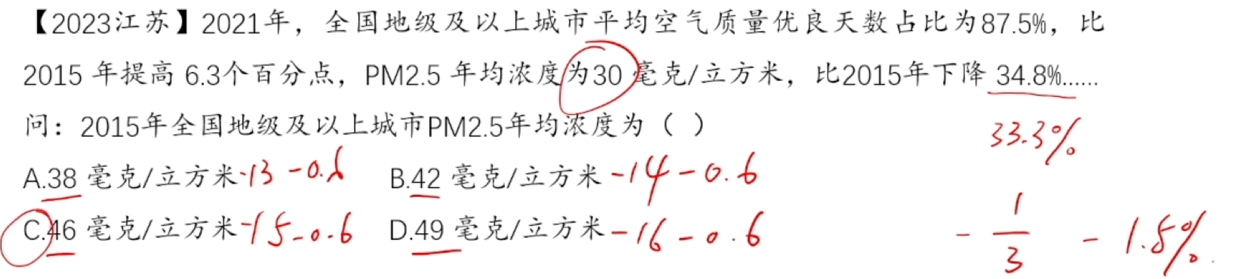 【2023江苏】2021年，全国地级及以上城市平均空气质量优良天数占比为87.5%，比
2015 年提高 6.3个百分点，PM2.5 年均浓度为30 毫克/立方米，比2015年下降 34.8%......
问：2015年全国地级及以上城市PM2.5年均浓度为（ ）
33.3%
A.38 毫克/立方米-13 -0.6 B.42 毫克/立方米-14-0.6
C.46 毫克/立方米-15-0.6 D.49 毫克/立方米-16-0.6
- 1/3 - 1.5%